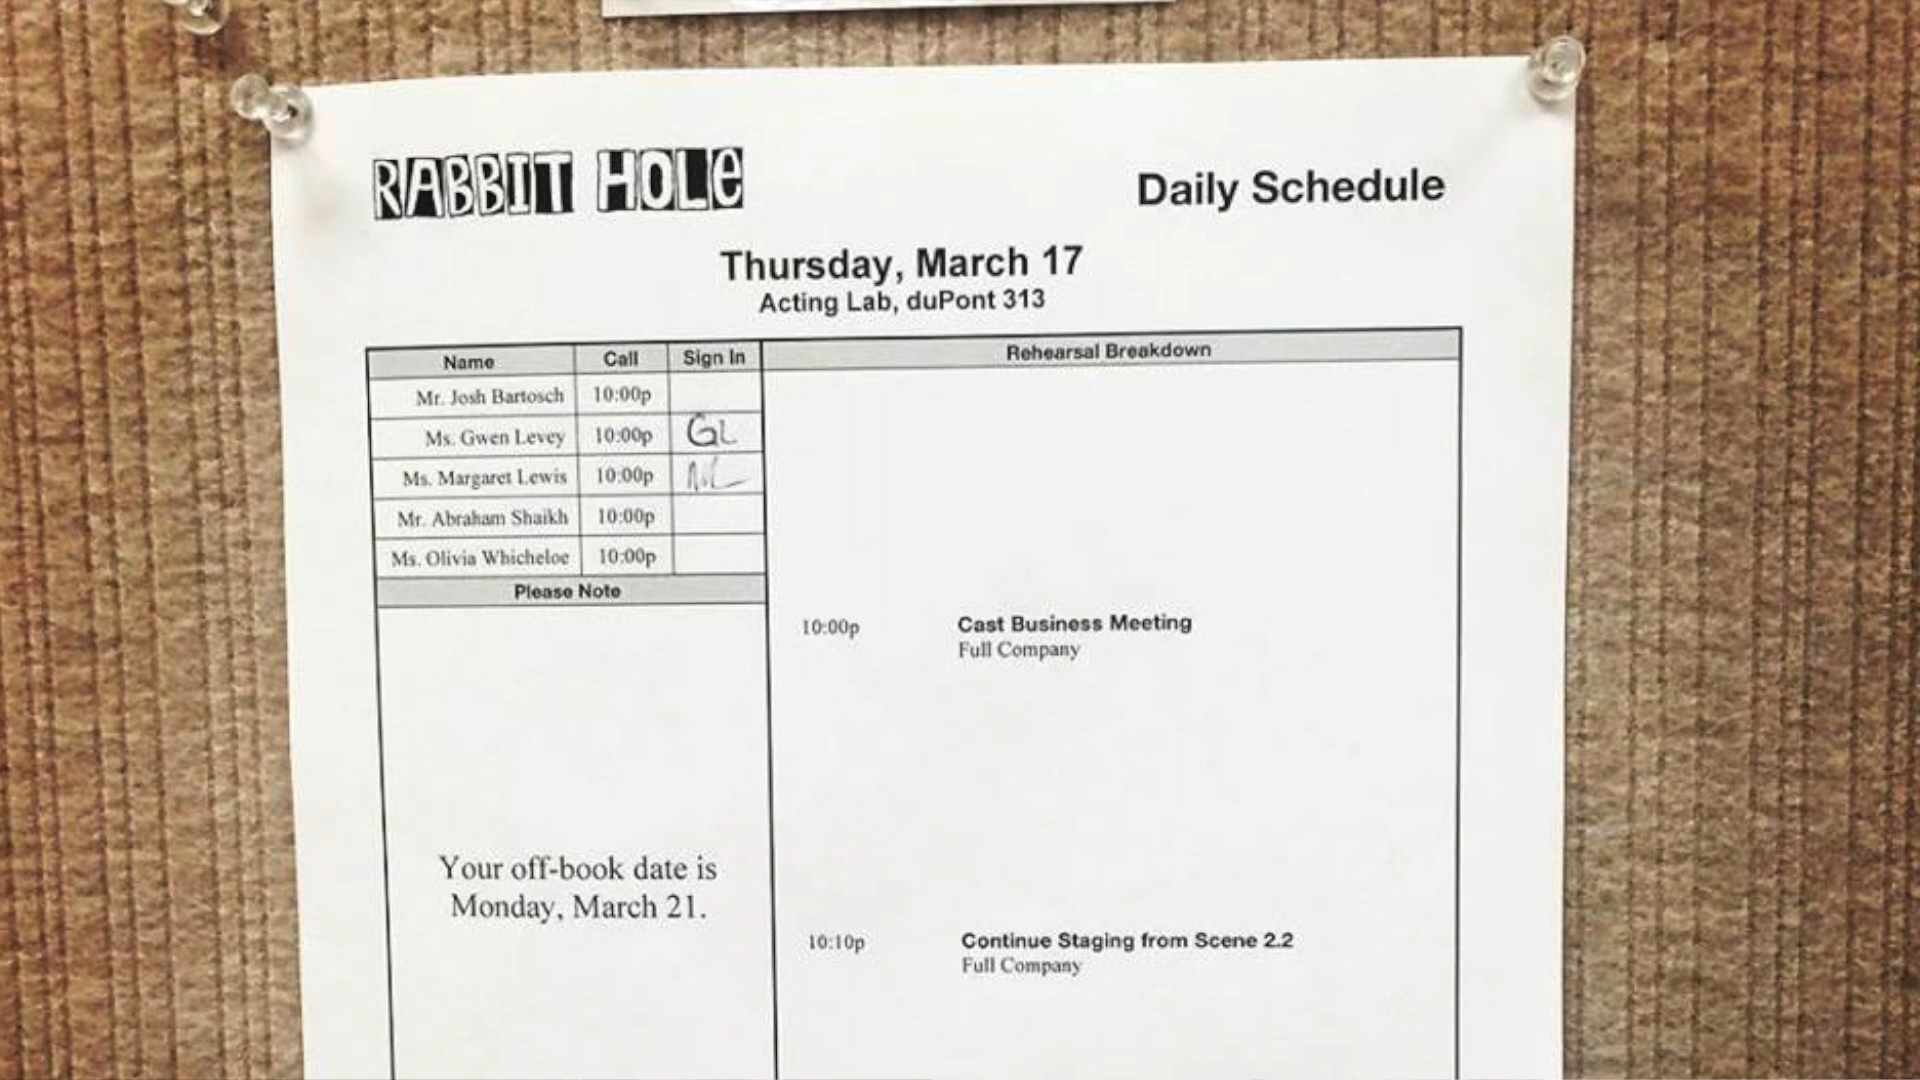 RABBIT HOLe
Daily Schedule
Thursday, March 17
Acting Lab, duPont 313
Name Call Sign In
Mr. Josh Bartosch 10:00p
Ms. Gwen Levey 10:00p GL
Ms. Margaret Lewis 10:00p ML
Mr. Abraham Shaikh 10:00p
Ms. Olivia Whicheloe 10:00p
Please Note
Your off-book date is
Monday, March 21.
Rehearsal Breakdown
10:00p Cast Business Meeting
Full Company
10:10p Continue Staging from Scene 2.2
Full Company